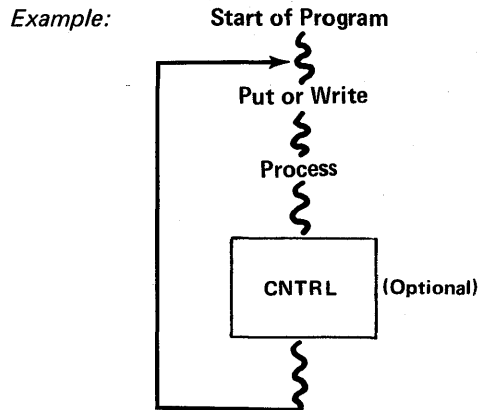 Example:
Start of Program
Put or Write
Process
CNTRL
(Optional)